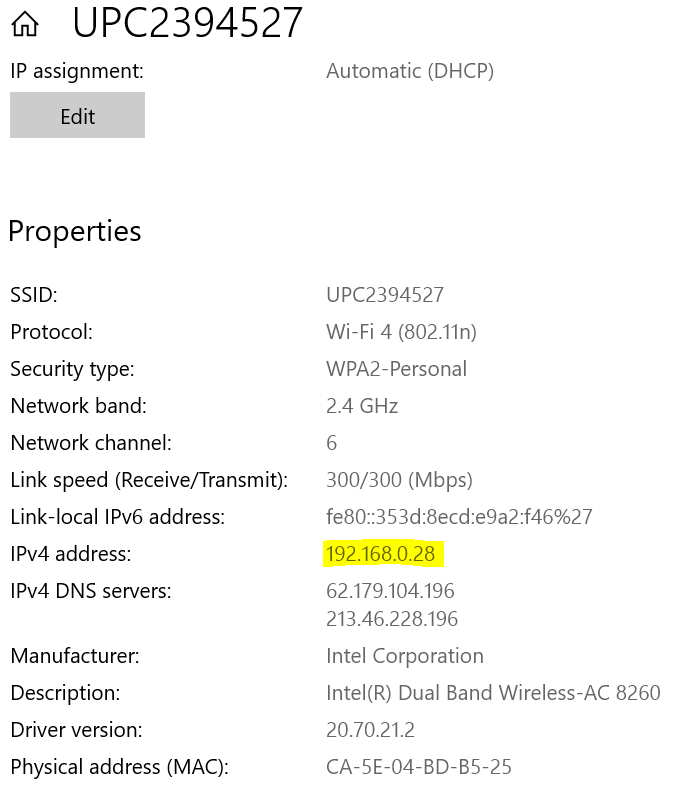 UPC2394527
IP assignment: Automatic (DHCP)
Edit
Properties
SSID: UPC2394527
Protocol: Wi-Fi 4 (802.11n)
Security type: WPA2-Personal
Network band: 2.4 GHz
Network channel: 6
Link speed (Receive/Transmit): 300/300 (Mbps)
Link-local IPv6 address: fe80::353d:8ecd:e9a2:f46%27
IPv4 address: 192.168.0.28
IPv4 DNS servers: 62.179.104.196
213.46.228.196
Manufacturer: Intel Corporation
Description: Intel(R) Dual Band Wireless-AC 8260
Driver version: 20.70.21.2
Physical address (MAC): CA-5E-04-BD-B5-25